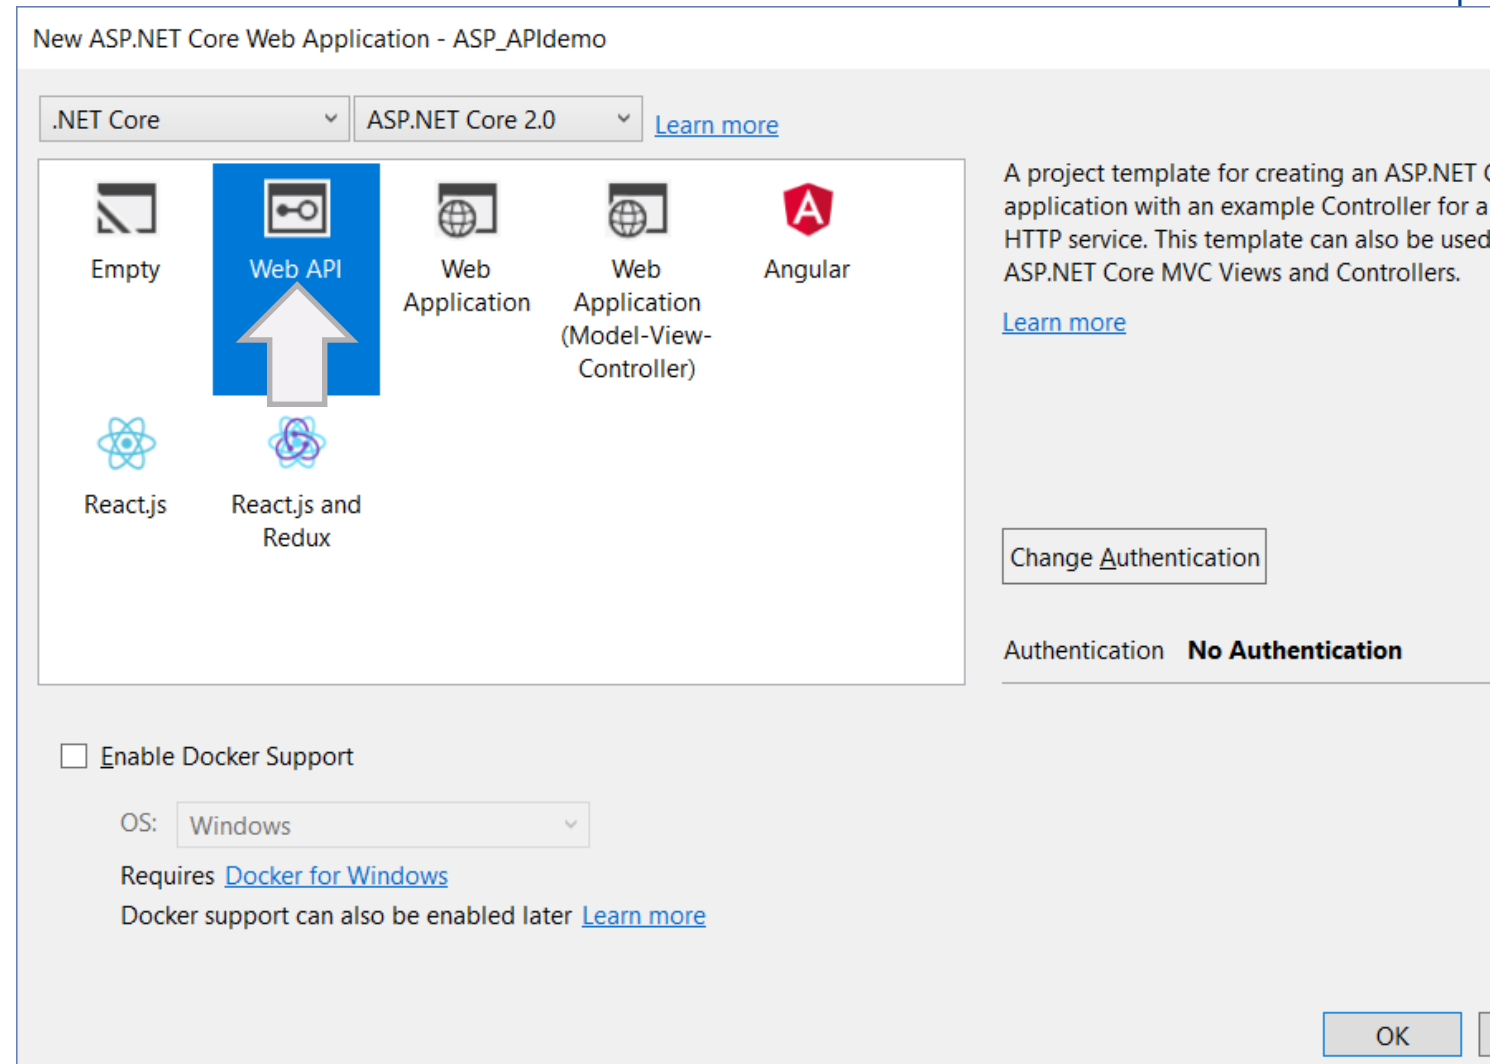 New ASP.NET Core Web Application - ASP_APIdemo
.NET Core
ASP.NET Core 2.0
Learn more
Empty
Web API
Web
Application
Web
Application
(Model-View-
Controller)
Angular
React.js
React.js and
Redux
A project template for creating an ASP.NET
application with an example Controller for a
HTTP service. This template can also be used
ASP.NET Core MVC Views and Controllers.
Learn more
Change Authentication
Authentication No Authentication
Enable Docker Support
OS: Windows
Requires Docker for Windows
Docker support can also be enabled later Learn more
OK